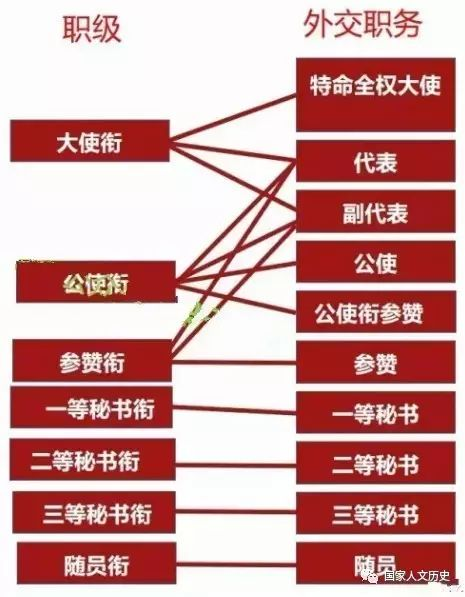 职级
外交职务
特命全权大使
大使衔
代表
副代表
公使
公使衔
公使衔参赞
参赞衔
参赞
一等秘书衔
一等秘书
二等秘书衔
二等秘书
三等秘书衔
三等秘书
随员衔
随员
国家人文历史